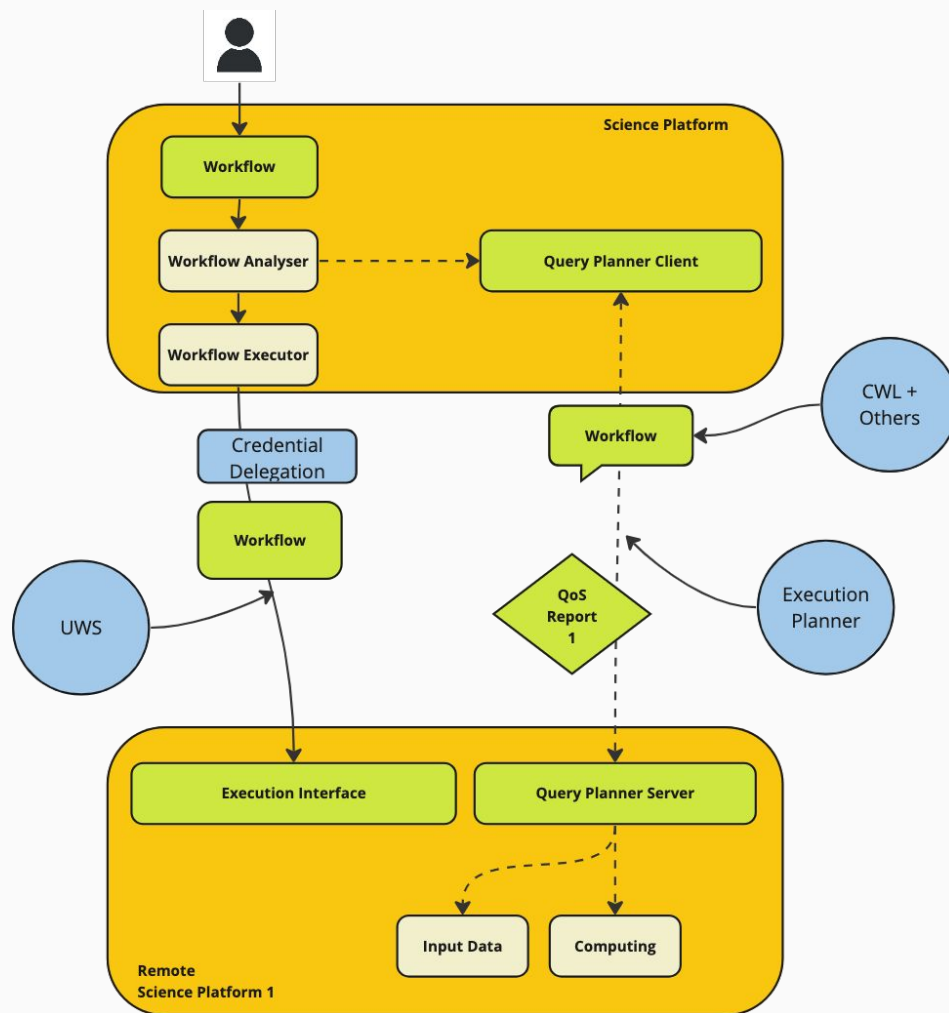 Science Platform
Workflow
Workflow Analyser
Query Planner Client
Workflow Executor
CWL +
Others
Workflow
Credential
Delegation
Workflow
QoS
Report
1
Execution
Planner
UWS
Execution Interface
Query Planner Server
Input Data
Computing
Remote
Science Platform 1